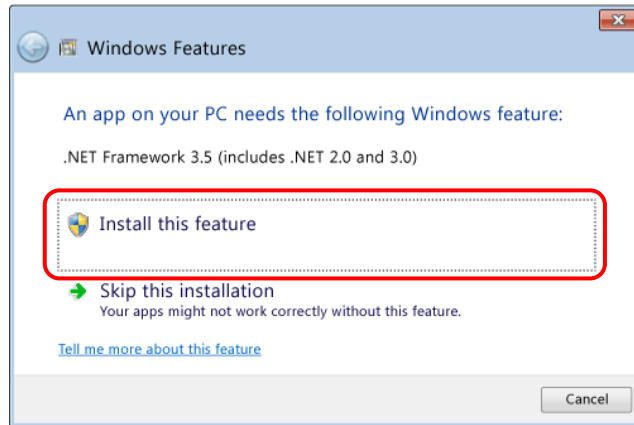 Windows Features
An app on your PC needs the following Windows feature:
.NET Framework 3.5 (includes .NET 2.0 and 3.0)
Install this feature
Skip this installation
Your apps might not work correctly without this feature.
Tell me more about this feature
Cancel